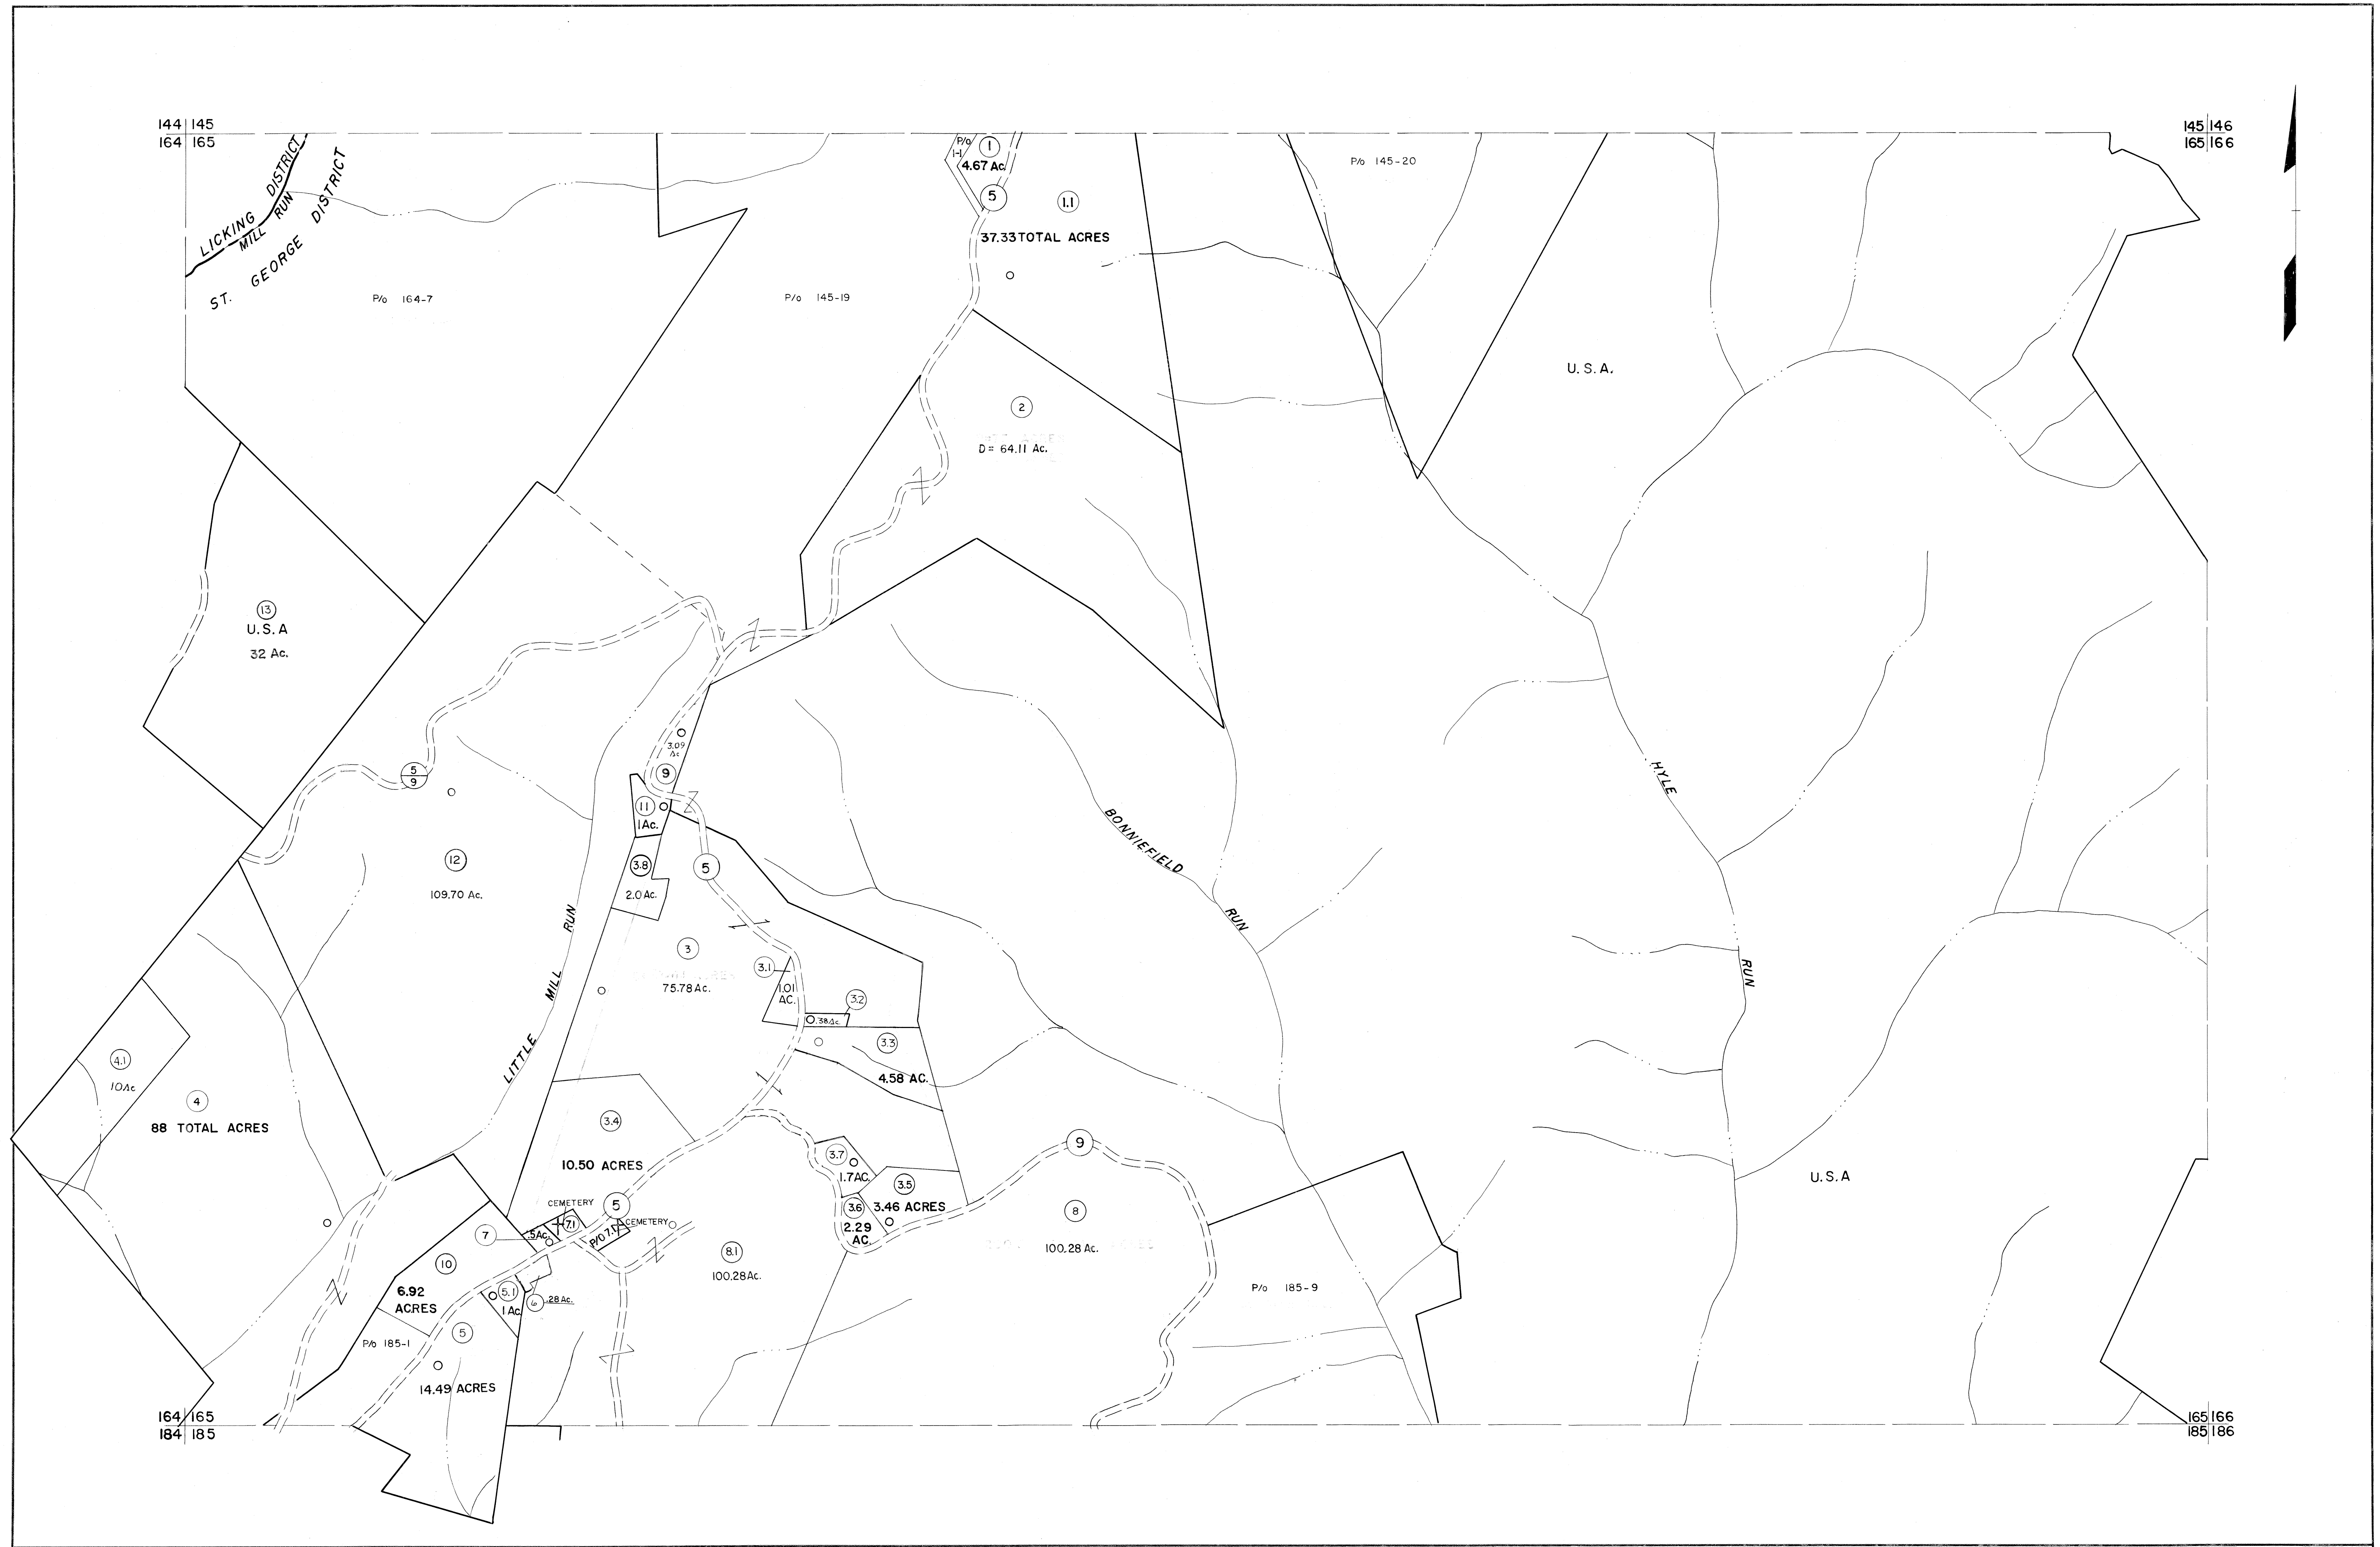 144 145
164 165
145 146
165 166
LICKING DISTRICT
MILL RUN
ST. GEORGE DISTRICT
P/o 164-7
P/o 145-19
P/o
1-1
1
4.67 Ac.
5
1.1
37.33 TOTAL ACRES
P/o 145-20
U.S.A.
2
D = 64.11 Ac.
13
U.S.A
32 Ac.
3.09
Ac
9
5
9
11
1 Ac.
12
109.70 Ac.
3.8
2.0 Ac.
5
HYLE
RUN
BONNIEFIELD
RUN
LITTLE MILL RUN
3
75.78 Ac.
3.1
1.01
AC.
3.2
.38 Ac.
3.3
4.58 AC.
4.1
10 Ac
4
88 TOTAL ACRES
3.4
10.50 ACRES
3.7
1.7 AC.
3.5
3.46 ACRES
3.6
2.29
AC.
9
8
100.28 Ac.
U.S.A
CEMETERY
5
7
.5 Ac.
7.1
P/O 7.1
CEMETERY
8.1
100.28 Ac.
10
6.92
ACRES
5.1
1 Ac.
6
.28 Ac.
P/o 185-9
P/o 185-1
5
14.49 ACRES
164 165
184 185
165 166
185 186